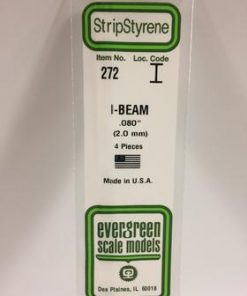 StripStyrene
Item No. Loc. Code
272
I-BEAM
.080"
(2.0 mm)
4 Pieces
Made in U.S.A.
evergreen
scale models
Des Plaines, IL 60018